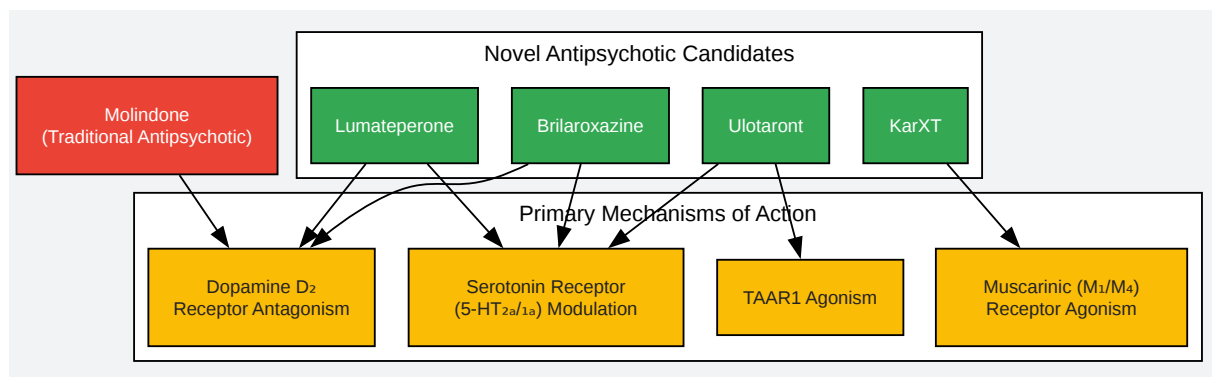 Novel Antipsychotic Candidates
Molindone
(Traditional Antipsychotic)
Lumateperone
Brilaroxazine
Ulotaront
KarXT
Primary Mechanisms of Action
Dopamine D₂
Receptor Antagonism
Serotonin Receptor
(5-HT₂ₐ/₁ₐ) Modulation
TAAR1 Agonism
Muscarinic (M₁/M₄)
Receptor Agonism